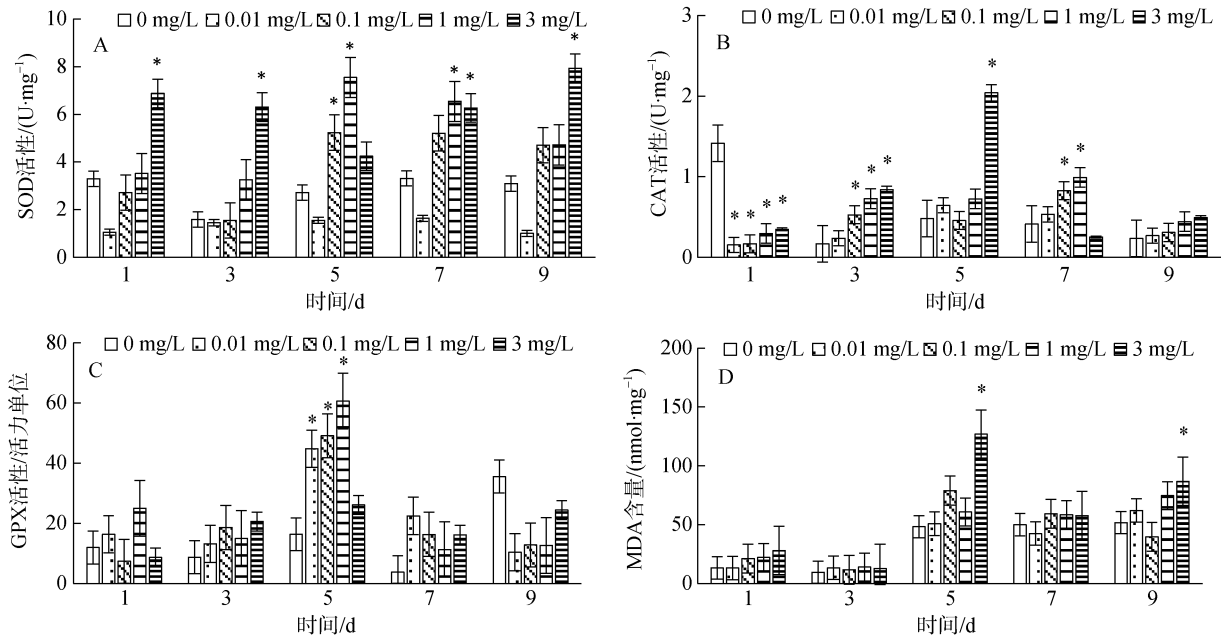 0 mg/L 0.01 mg/L 0.1 mg/L 1 mg/L 3 mg/L
A
SOD活性/(U·mg⁻¹)
10
8
6
4
2
0
* * * * * * *
1 3 5 7 9
时间/d
0 mg/L 0.01 mg/L 0.1 mg/L 1 mg/L 3 mg/L
B
CAT活性/(U·mg⁻¹)
3
2
1
0
* * * * * * * * * *
1 3 5 7 9
时间/d
0 mg/L 0.01 mg/L 0.1 mg/L 1 mg/L 3 mg/L
C
GPX活性/活力单位
80
60
40
20
0
* * *
1 3 5 7 9
时间/d
0 mg/L 0.01 mg/L 0.1 mg/L 1 mg/L 3 mg/L
D
MDA含量/(nmol·mg⁻¹)
200
150
100
50
0
* *
1 3 5 7 9
时间/d